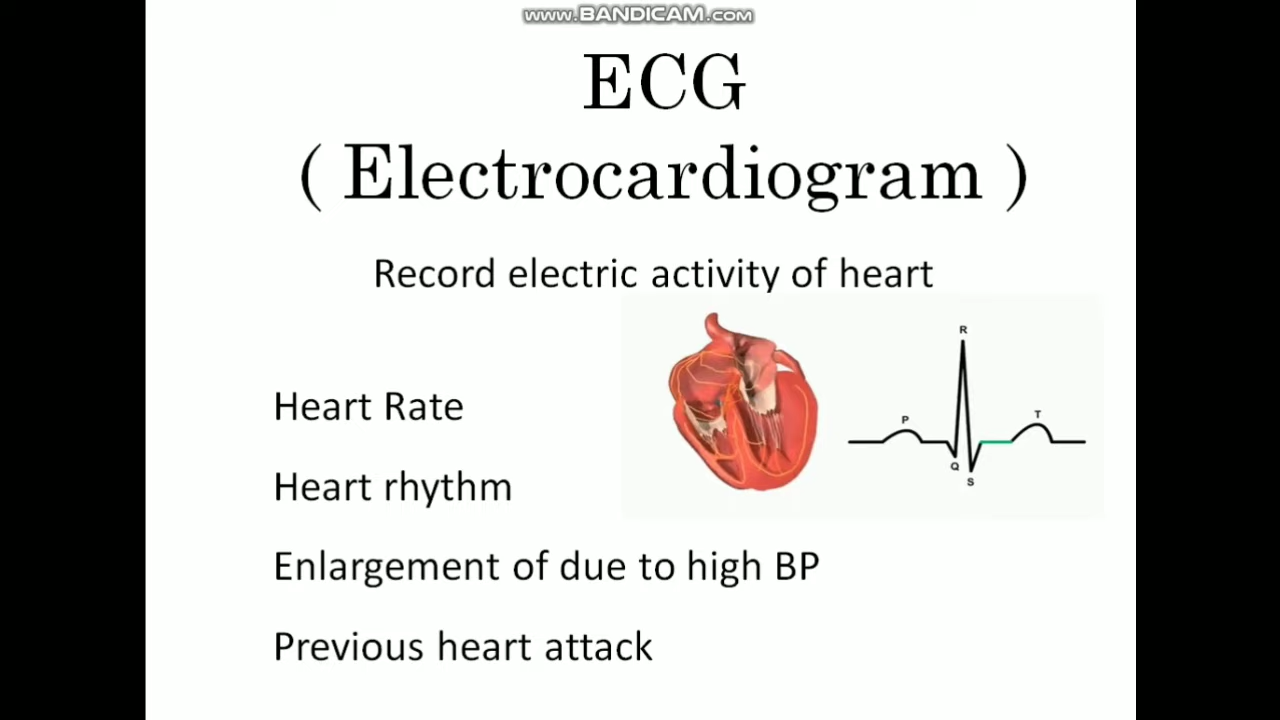 www.BANDICAM.com
ECG
( Electrocardiogram )
Record electric activity of heart
R
P
T
Q
S
Heart Rate
Heart rhythm
Enlargement of due to high BP
Previous heart attack